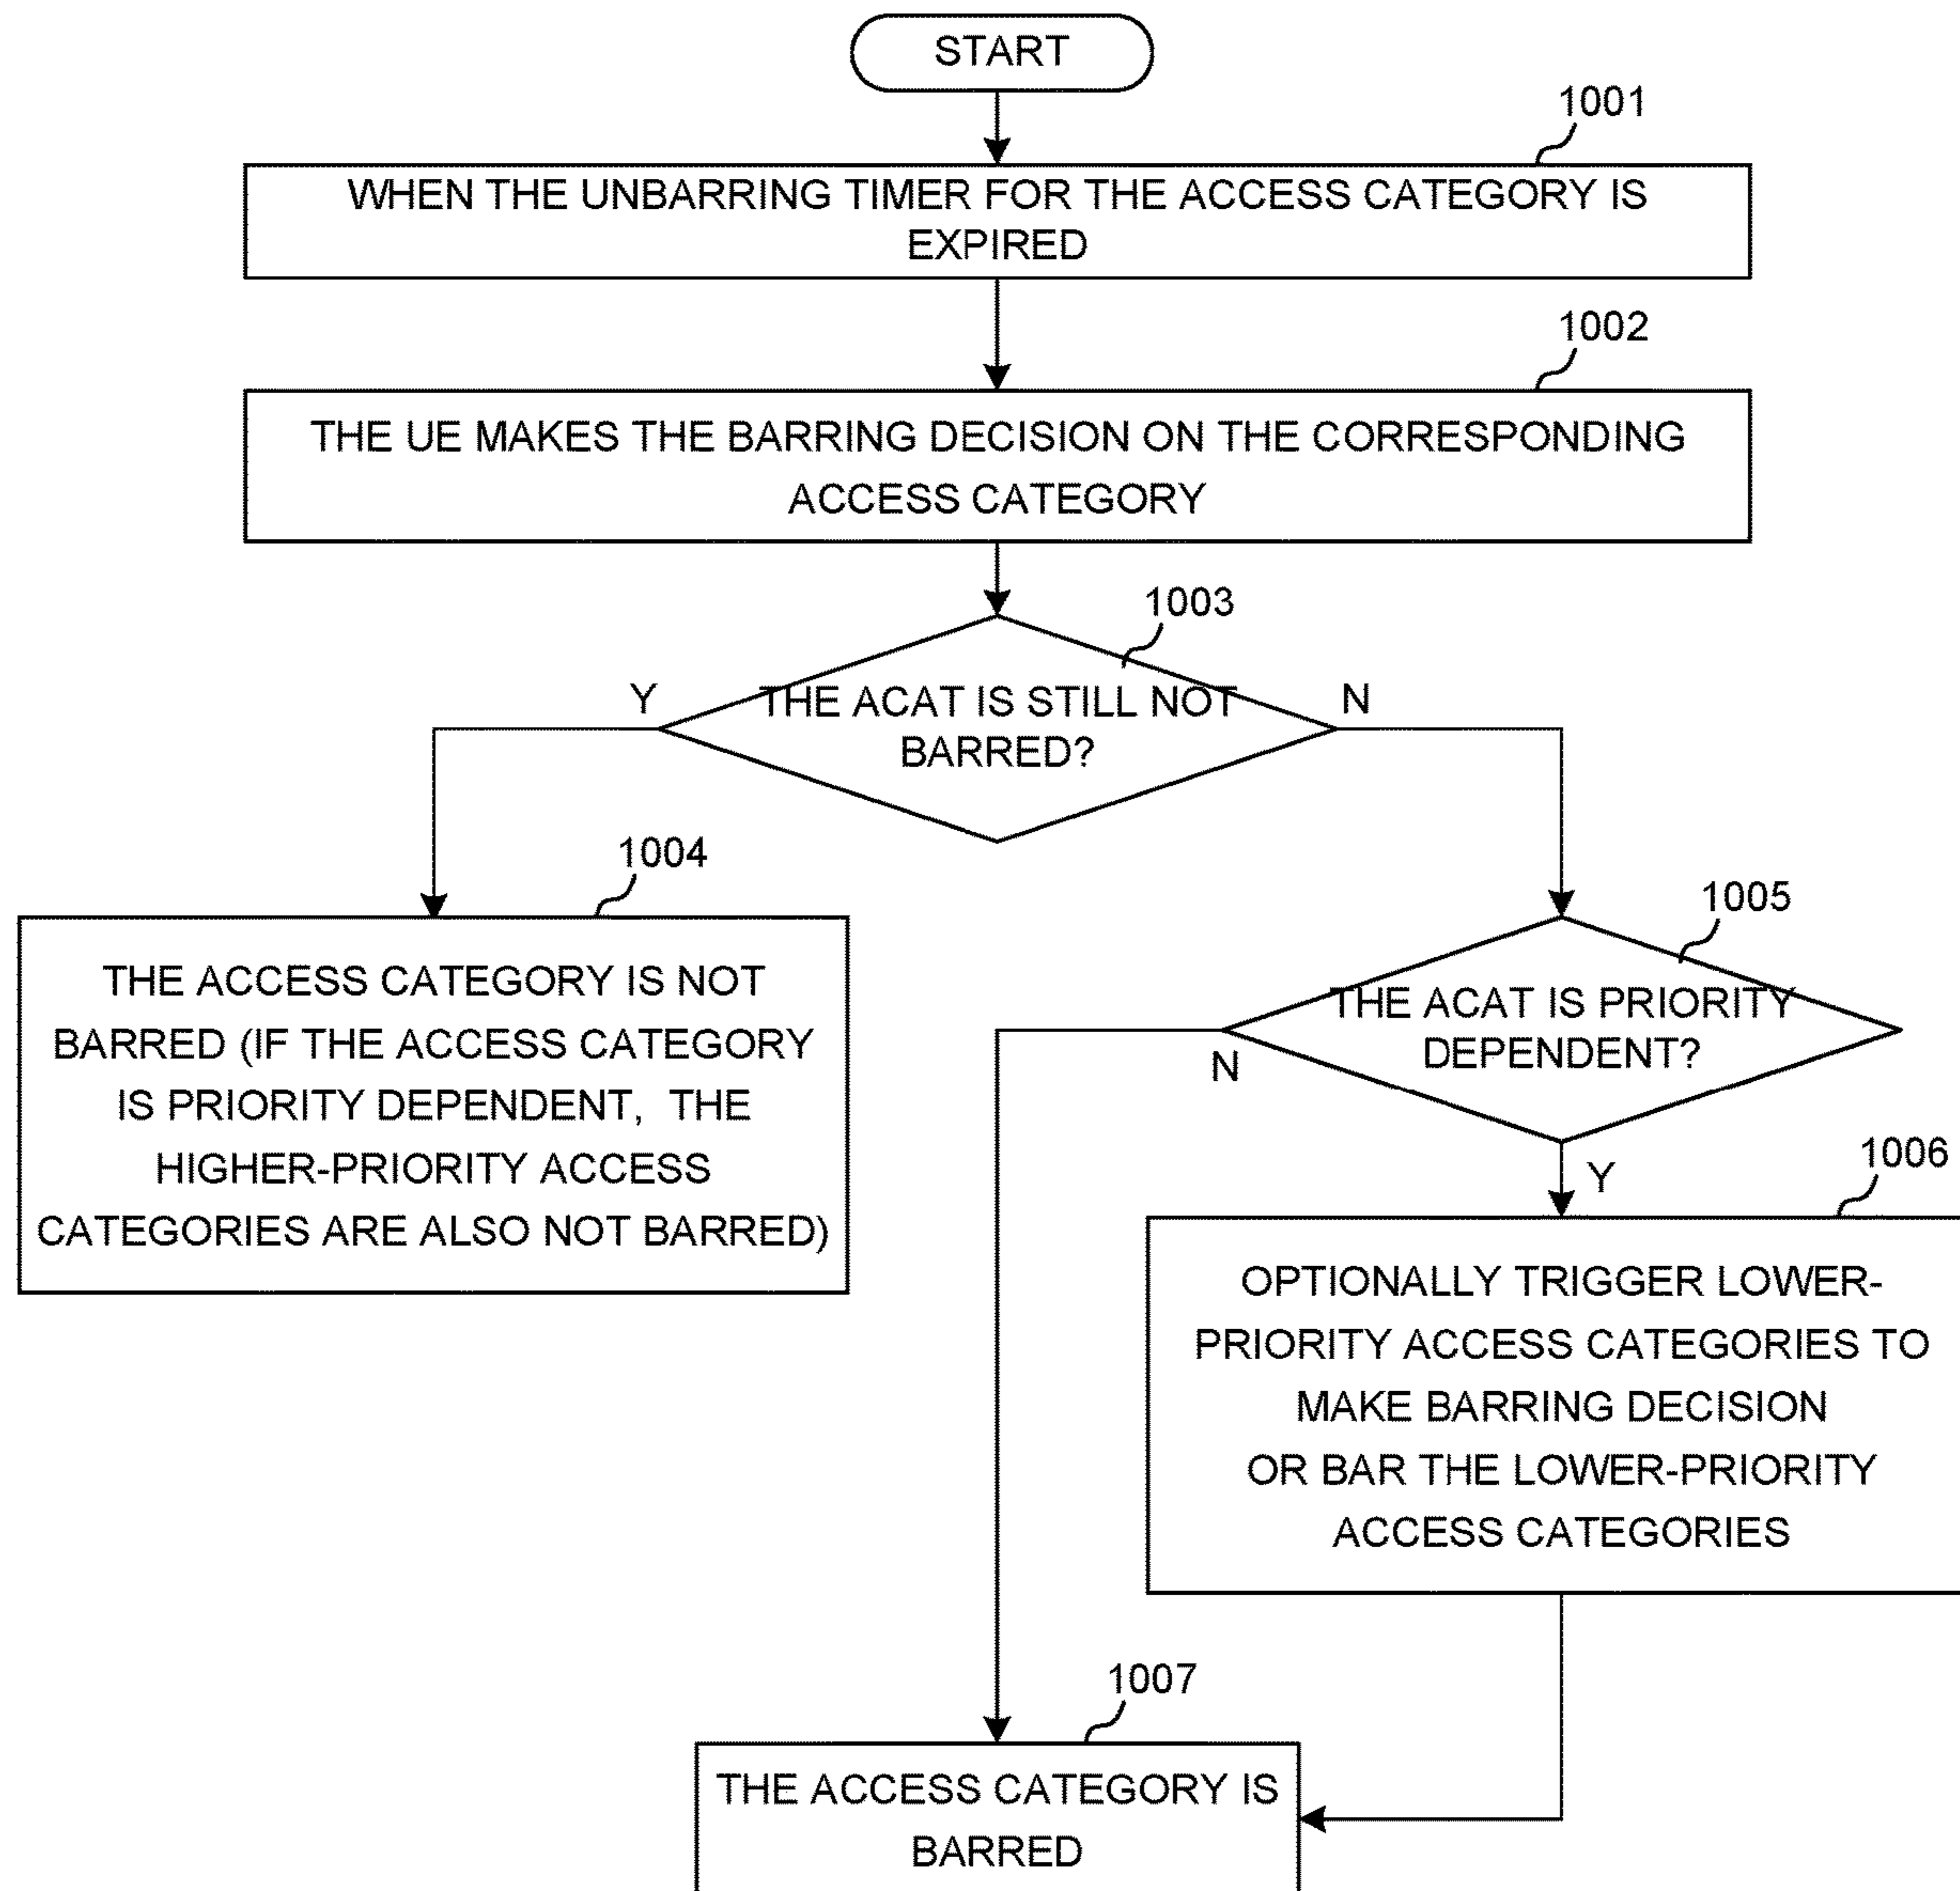 START
1001
WHEN THE UNBARRING TIMER FOR THE ACCESS CATEGORY IS
EXPIRED
1002
THE UE MAKES THE BARRING DECISION ON THE CORRESPONDING
ACCESS CATEGORY
1003
Y
THE ACAT IS STILL NOT
BARRED?
N
1004
THE ACCESS CATEGORY IS NOT
BARRED (IF THE ACCESS CATEGORY
IS PRIORITY DEPENDENT, THE
HIGHER-PRIORITY ACCESS
CATEGORIES ARE ALSO NOT BARRED)
1005
THE ACAT IS PRIORITY
DEPENDENT?
N
Y
1006
OPTIONALLY TRIGGER LOWER-
PRIORITY ACCESS CATEGORIES TO
MAKE BARRING DECISION
OR BAR THE LOWER-PRIORITY
ACCESS CATEGORIES
1007
THE ACCESS CATEGORY IS
BARRED